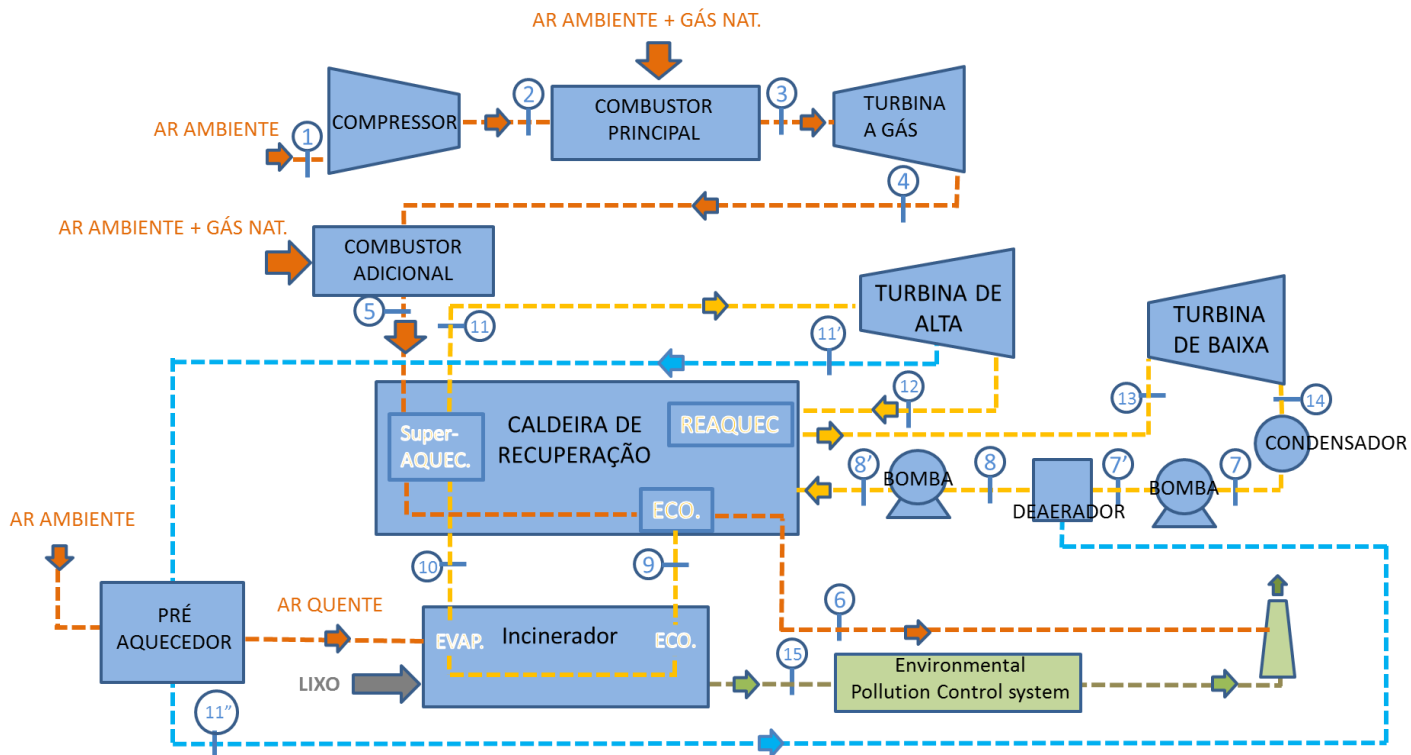 AR AMBIENTE + GÁS NAT.
AR AMBIENTE
1
COMPRESSOR
2
COMBUSTOR
PRINCIPAL
3
TURBINA
A GÁS
4
AR AMBIENTE + GÁS NAT.
COMBUSTOR
ADICIONAL
5
11
11'
TURBINA DE
ALTA
TURBINA
DE BAIXA
12
13
14
CALDEIRA DE
RECUPERAÇÃO
REAQUEC
Super-
AQUEC.
ECO.
8'
BOMBA
8
DEAERADOR
7'
BOMBA
7
CONDENSADOR
AR AMBIENTE
10
9
PRÉ
AQUECEDOR
AR QUENTE
EVAP.
Incinerador
ECO.
LIXO
6
15
Environmental
Pollution Control system
11"